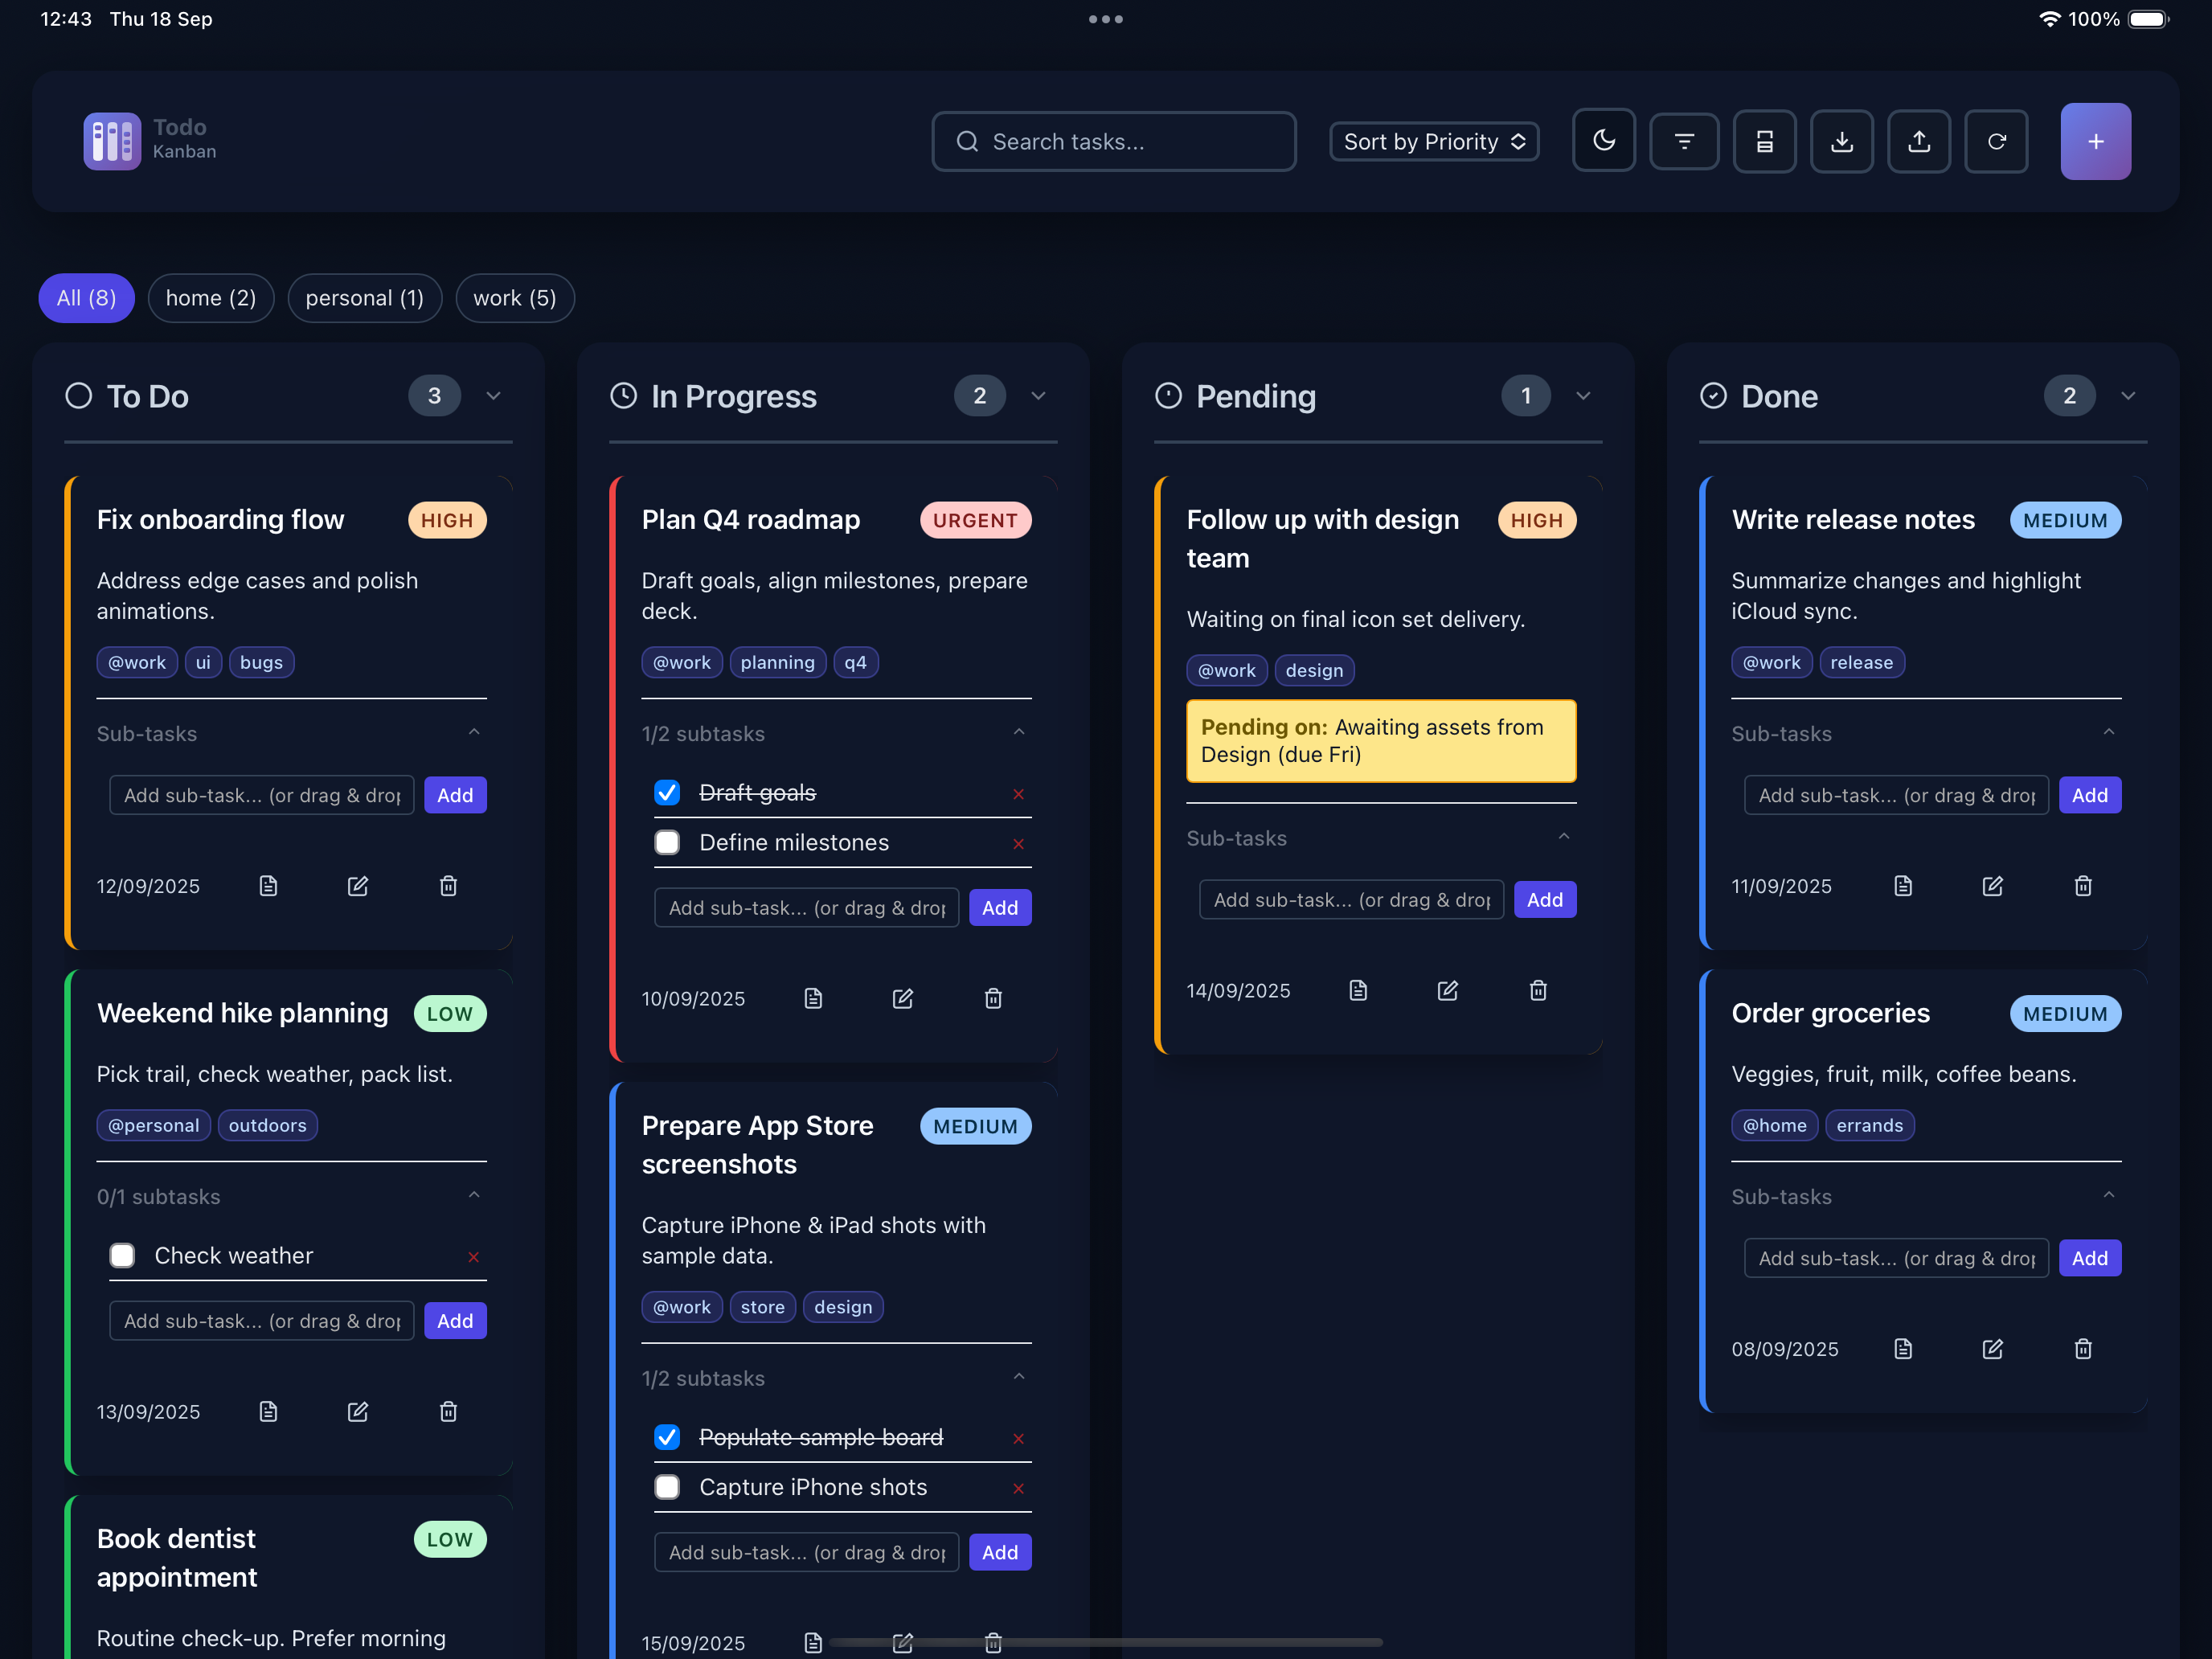 12:43 Thu 18 Sep
100%
Todo
Kanban
Search tasks...
Sort by Priority
All (8)
home (2)
personal (1)
work (5)
To Do
3
Fix onboarding flow
HIGH
Address edge cases and polish
animations.
@work
ui
bugs
Sub-tasks
Add sub-task... (or drag & drop
Add
12/09/2025
Weekend hike planning
LOW
Pick trail, check weather, pack list.
@personal
outdoors
0/1 subtasks
Check weather
Add sub-task... (or drag & drop
Add
13/09/2025
Book dentist
appointment
LOW
Routine check-up. Prefer morning
In Progress
2
Plan Q4 roadmap
URGENT
Draft goals, align milestones, prepare
deck.
@work
planning
q4
1/2 subtasks
Draft goals
Define milestones
Add sub-task... (or drag & drop
Add
10/09/2025
Prepare App Store
screenshots
MEDIUM
Capture iPhone & iPad shots with
sample data.
@work
store
design
1/2 subtasks
Populate sample board
Capture iPhone shots
Add sub-task... (or drag & drop
Add
15/09/2025
Pending
1
Follow up with design
team
HIGH
Waiting on final icon set delivery.
@work
design
Pending on: Awaiting assets from
Design (due Fri)
Sub-tasks
Add sub-task... (or drag & drop
Add
14/09/2025
Done
2
Write release notes
MEDIUM
Summarize changes and highlight
iCloud sync.
@work
release
Sub-tasks
Add sub-task... (or drag & drop
Add
11/09/2025
Order groceries
MEDIUM
Veggies, fruit, milk, coffee beans.
@home
errands
Sub-tasks
Add sub-task... (or drag & drop
Add
08/09/2025